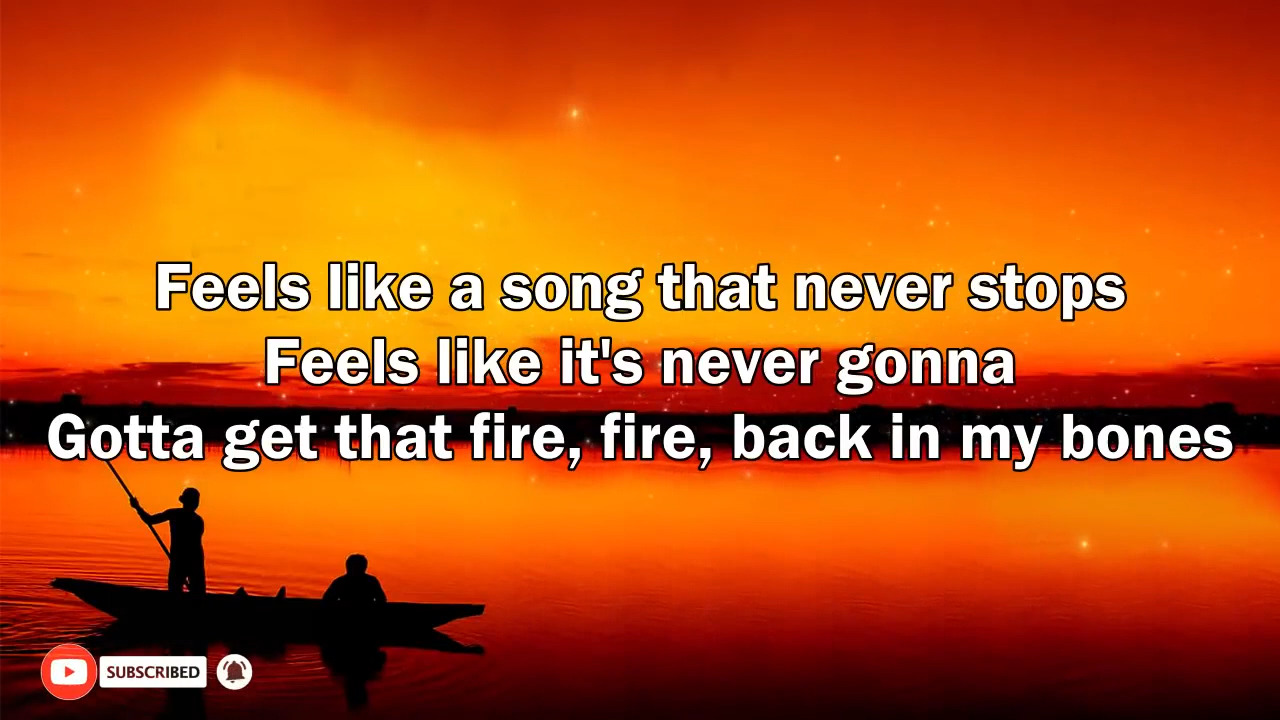 Feels like a song that never stops
Feels like it's never gonna
Gotta get that fire, fire, back in my bones
SUBSCRIBED